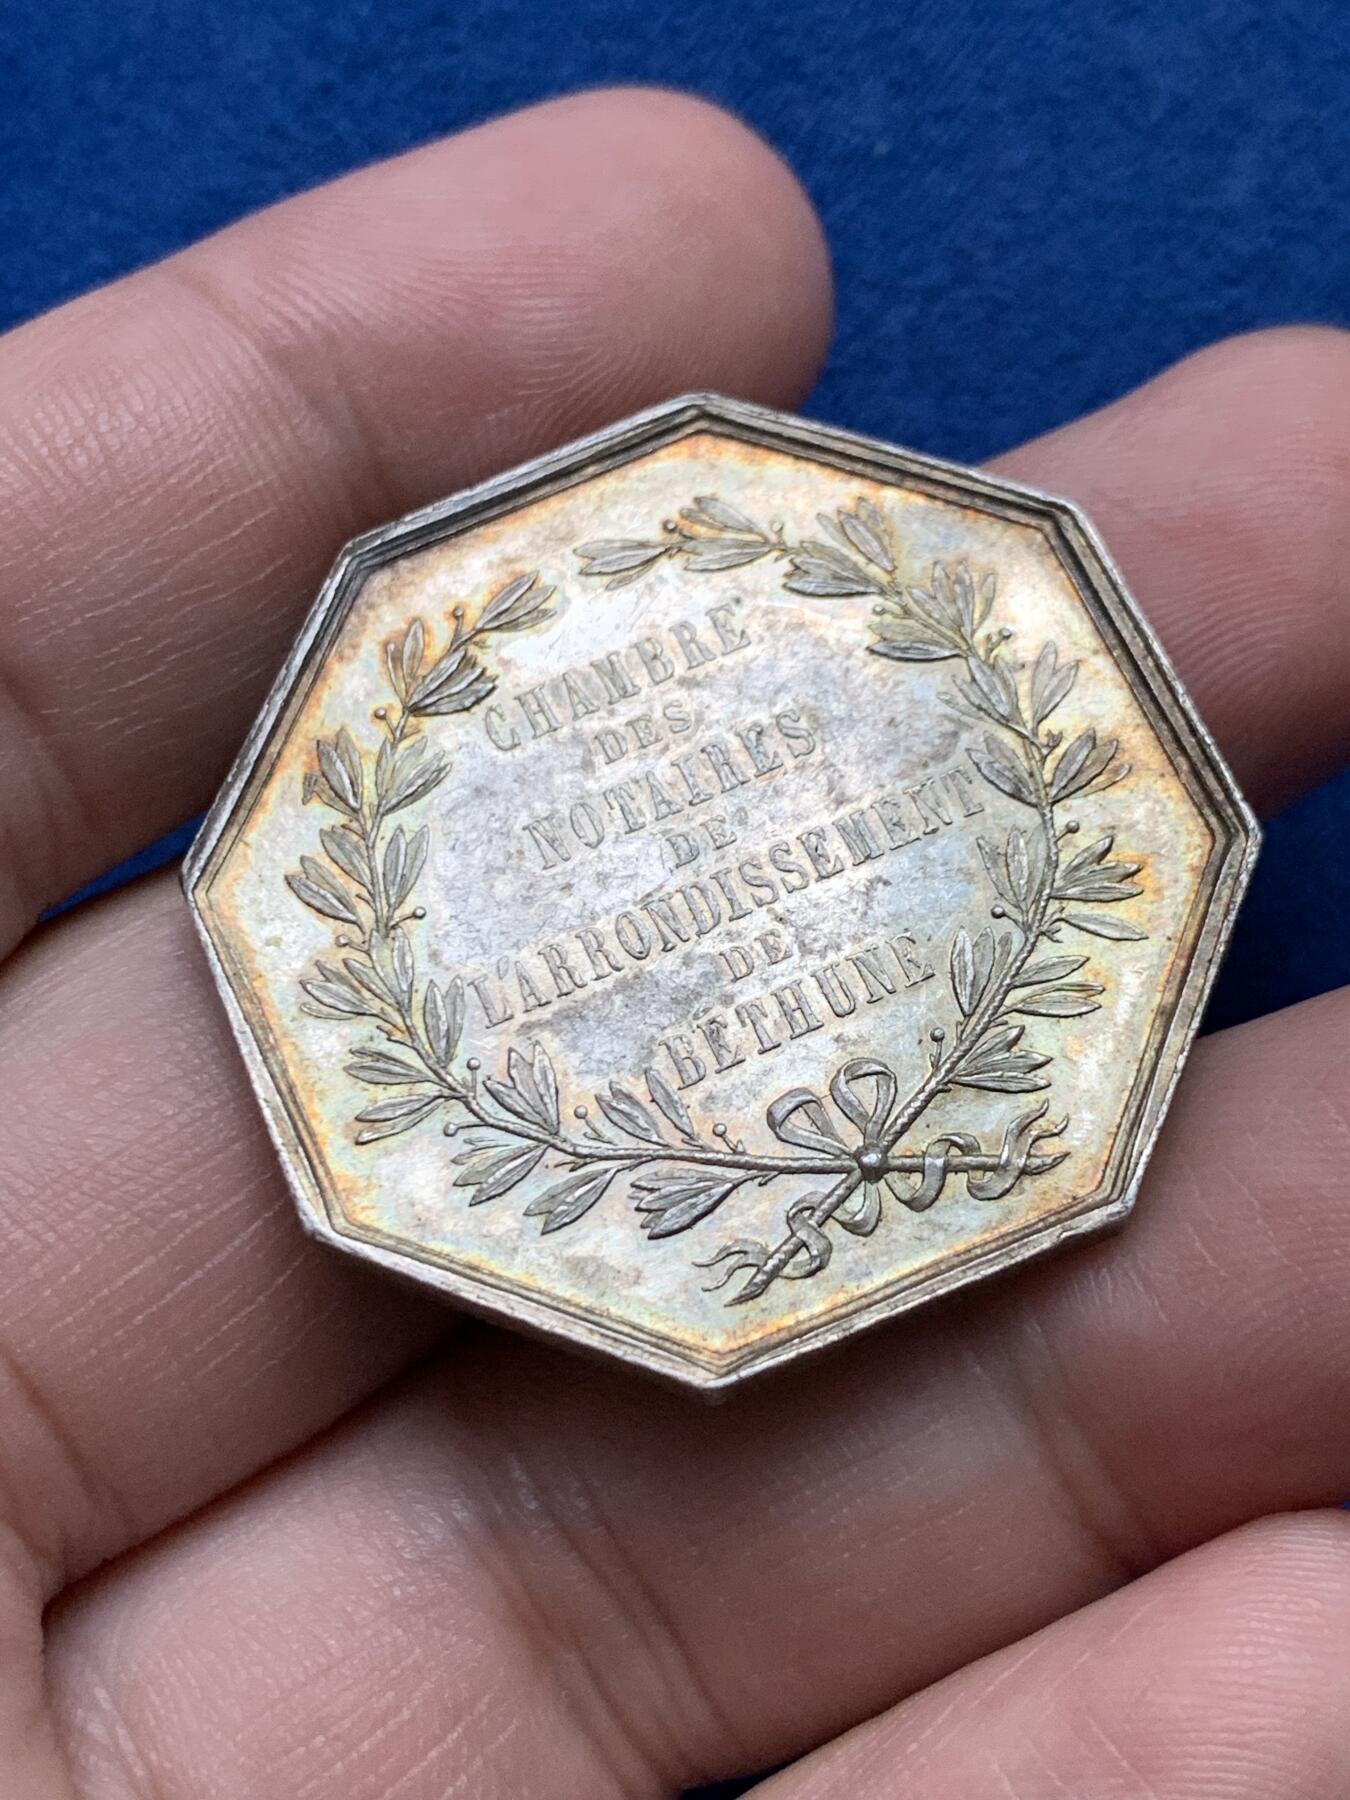 CHAMBRE
DES
NOTAIRES
DE
L'ARRONDISSEMENT
DE
BÉTHUNE